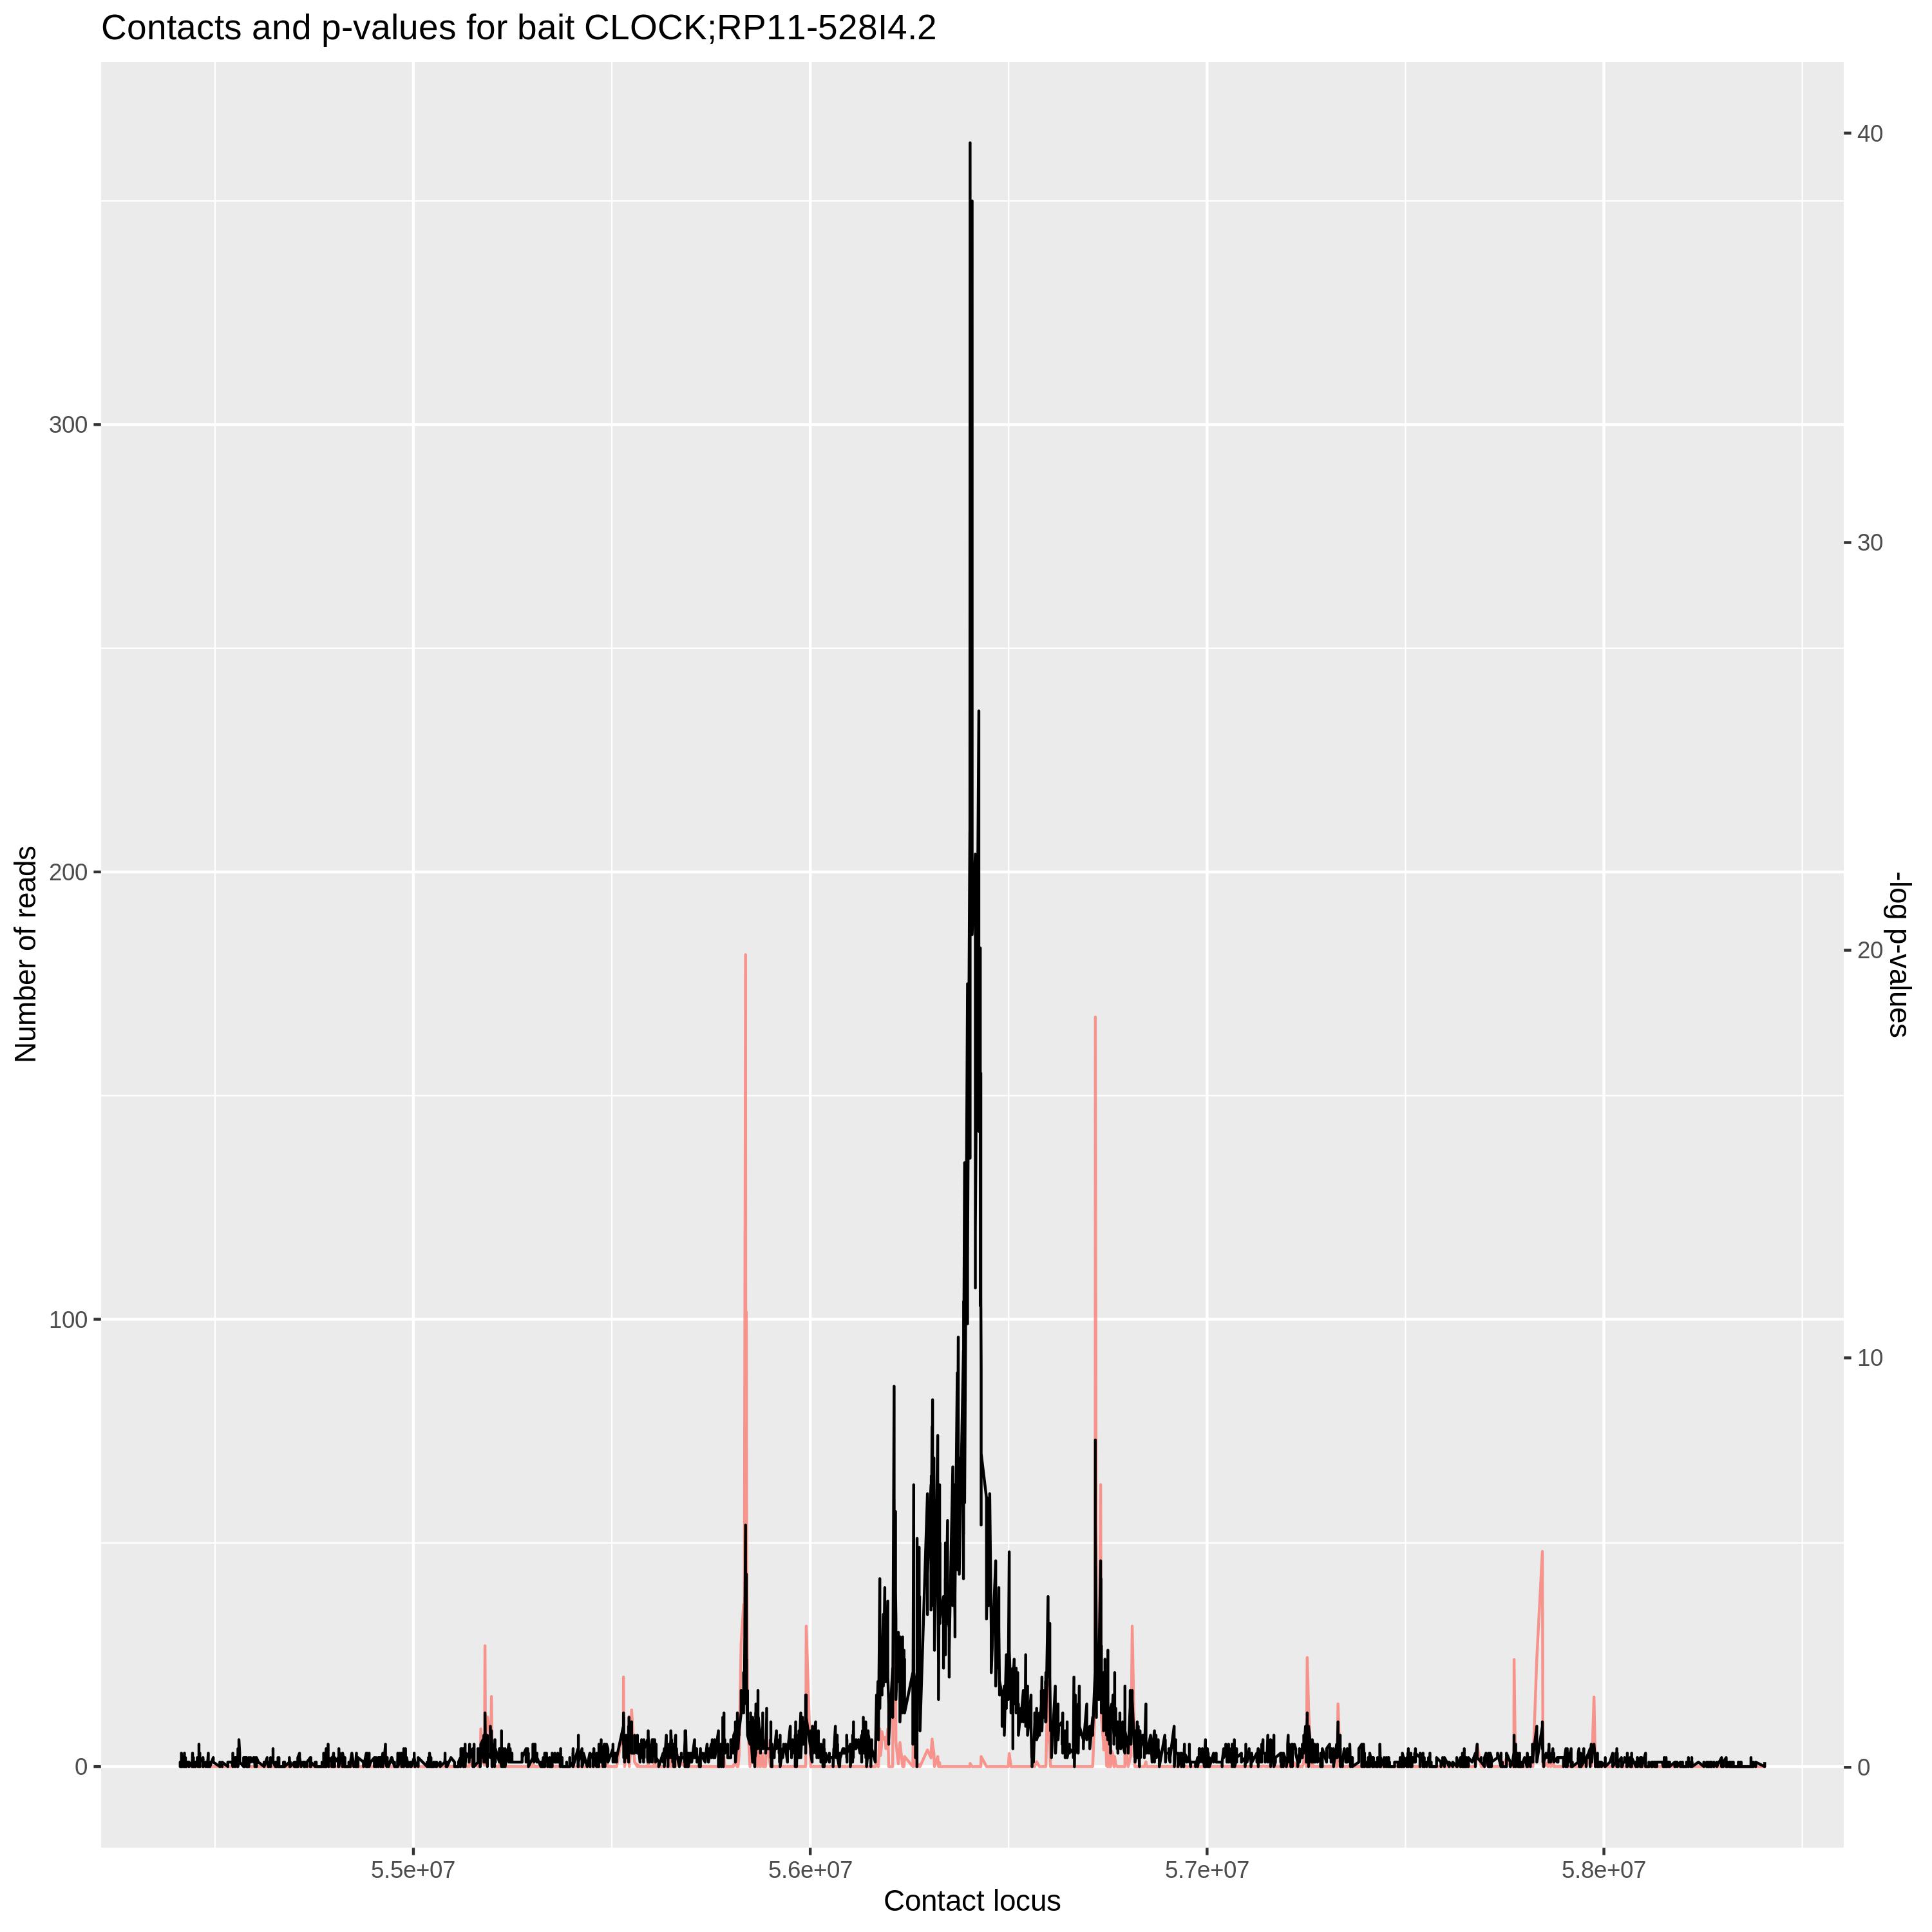 Contacts and p-values for bait CLOCK;RP11-528I4.2
Number of reads
300
200
100
0
40
30
20
10
0
-log p-values
5.5e+07 5.6e+07 5.7e+07 5.8e+07
Contact locus